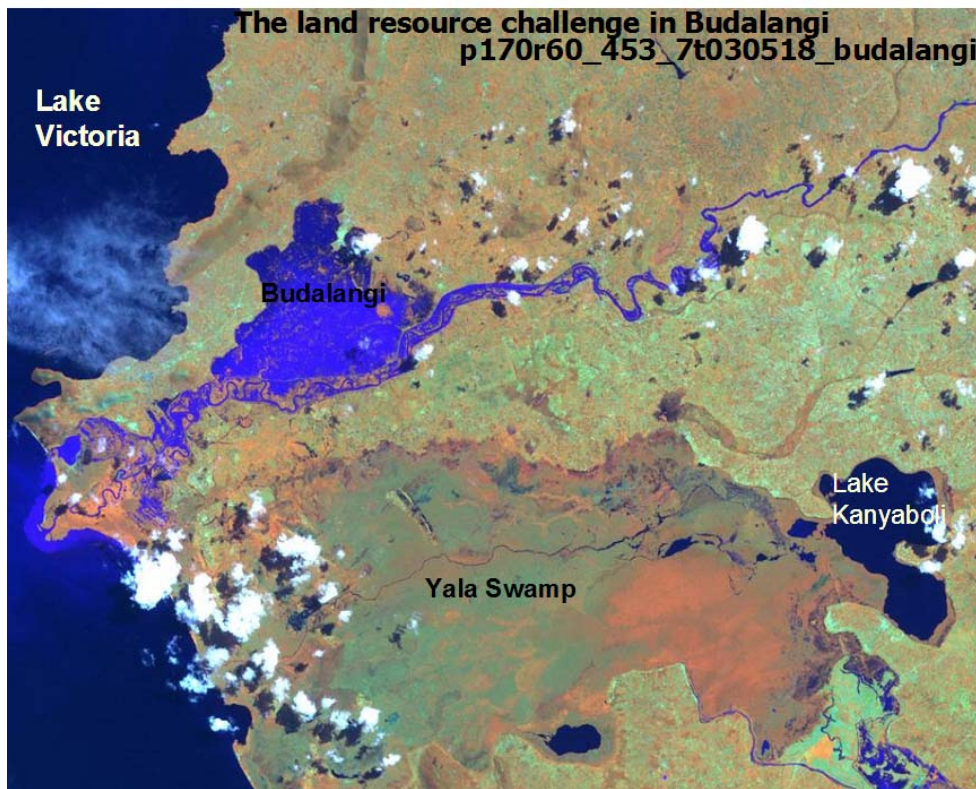 The land resource challenge in Budalangi
p170r60_453_7t030518_budalangi
Lake
Victoria
Budalangi
Lake
Kanyaboli
Yala Swamp